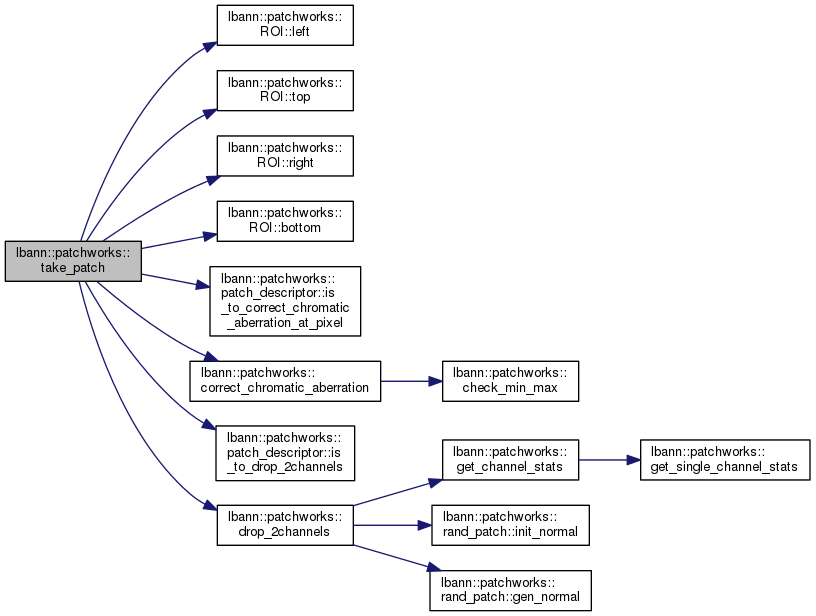 lbann::patchworks::
take_patch
lbann::patchworks::
ROI::left
lbann::patchworks::
ROI::top
lbann::patchworks::
ROI::right
lbann::patchworks::
ROI::bottom
lbann::patchworks::
patch_descriptor::is
_to_correct_chromatic
_aberration_at_pixel
lbann::patchworks::
correct_chromatic_aberration
lbann::patchworks::
check_min_max
lbann::patchworks::
patch_descriptor::is
_to_drop_2channels
lbann::patchworks::
drop_2channels
lbann::patchworks::
get_channel_stats
lbann::patchworks::
get_single_channel_stats
lbann::patchworks::
rand_patch::init_normal
lbann::patchworks::
rand_patch::gen_normal